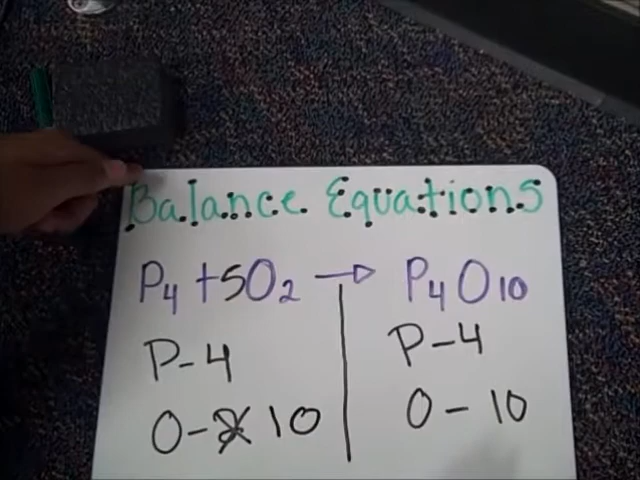 Balance Equations
P4 + 5O2 → P4O10
P-4 P-4
O-2 10 O-10